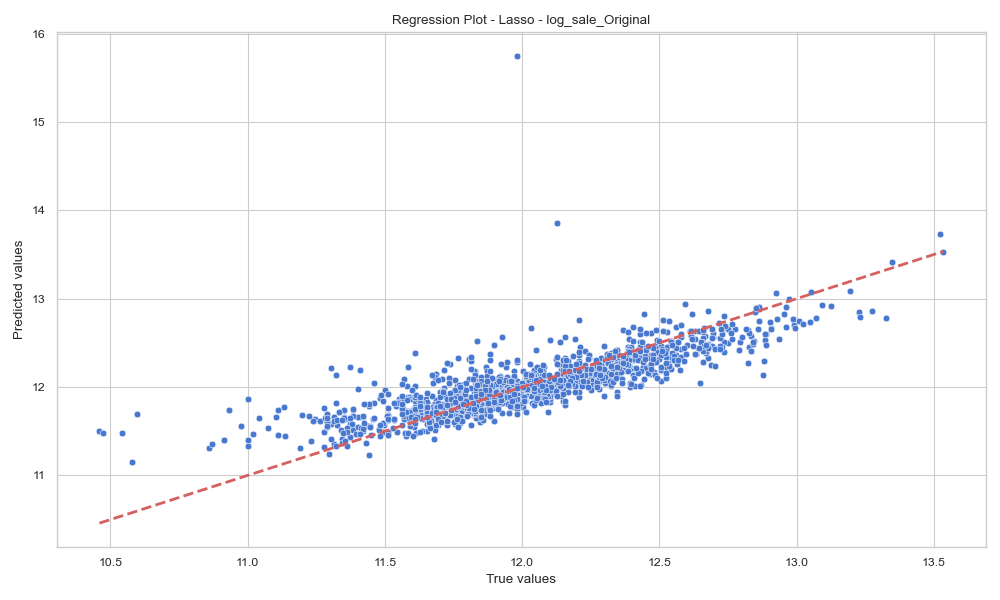 Regression Plot - Lasso - log_sale_Original
16
15
14
13
12
11
Predicted values
10.5 11.0 11.5 12.0 12.5 13.0 13.5
True values